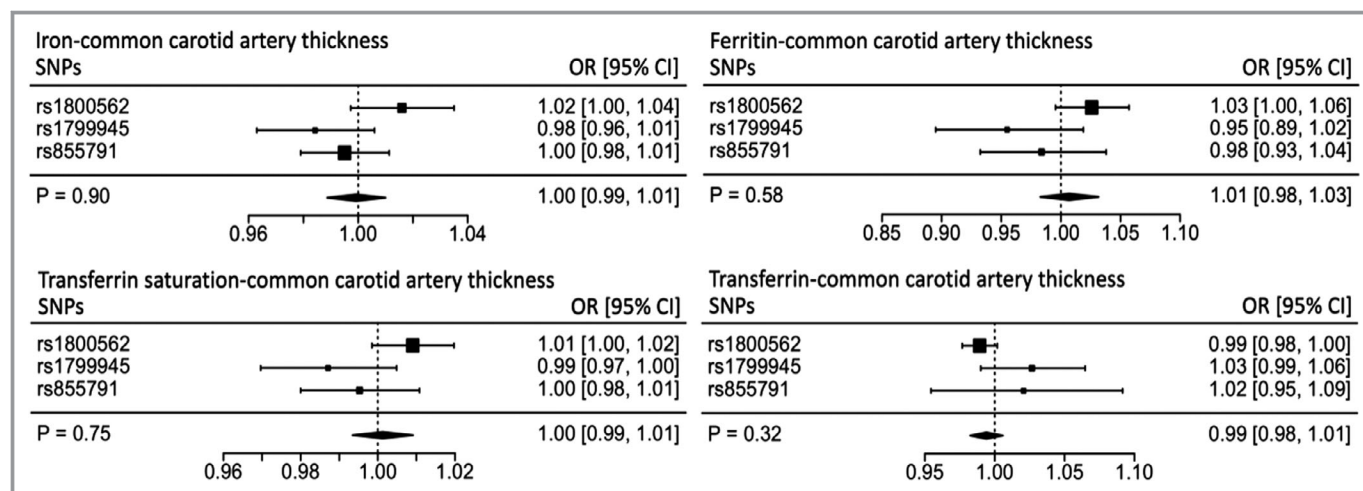 Iron-common carotid artery thickness
SNPs OR [95% CI]
rs1800562 1.02 [1.00, 1.04]
rs1799945 0.98 [0.96, 1.01]
rs855791 1.00 [0.98, 1.01]
P = 0.90 1.00 [0.99, 1.01]
0.96 1.00 1.04
Ferritin-common carotid artery thickness
SNPs OR [95% CI]
rs1800562 1.03 [1.00, 1.06]
rs1799945 0.95 [0.89, 1.02]
rs855791 0.98 [0.93, 1.04]
P = 0.58 1.01 [0.98, 1.03]
0.85 0.90 0.95 1.00 1.05 1.10
Transferrin saturation-common carotid artery thickness
SNPs OR [95% CI]
rs1800562 1.01 [1.00, 1.02]
rs1799945 0.99 [0.97, 1.00]
rs855791 1.00 [0.98, 1.01]
P = 0.75 1.00 [0.99, 1.01]
0.96 0.98 1.00 1.02
Transferrin-common carotid artery thickness
SNPs OR [95% CI]
rs1800562 0.99 [0.98, 1.00]
rs1799945 1.03 [0.99, 1.06]
rs855791 1.02 [0.95, 1.09]
P = 0.32 0.99 [0.98, 1.01]
0.95 1.00 1.05 1.10